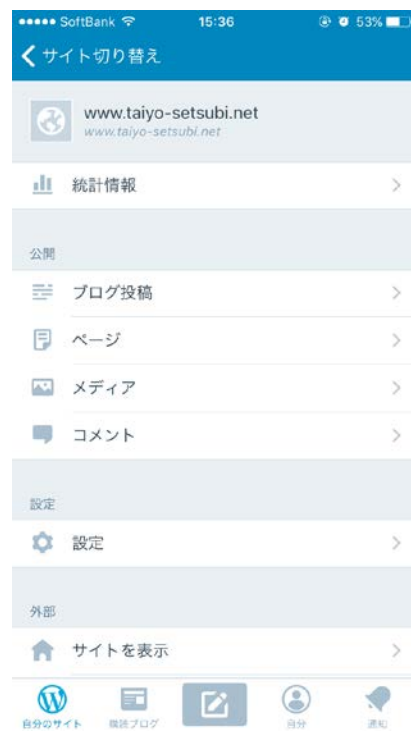 SoftBank 15:36 53%
サイト切り替え
www.taiyo-setsubi.net
www.taiyo-setsubi.net
統計情報
公開
ブログ投稿
ページ
メディア
コメント
設定
設定
外部
サイトを表示
自分のサイト 購読ブログ 自分 通知